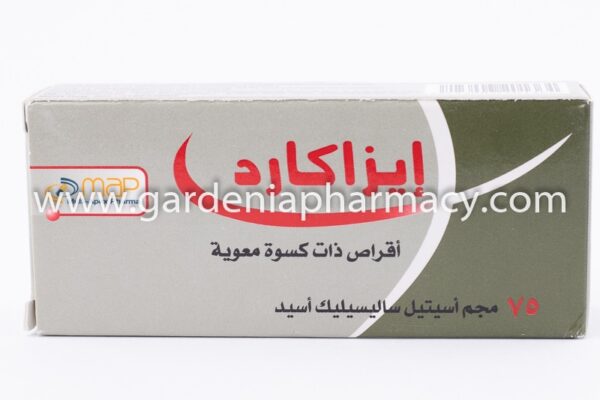 إيزاكارد
map
www.gardeniapharmacy.com
أقراص ذات كسوة معوية
٧٥ مجم أسيتيل ساليسيليك أسيد